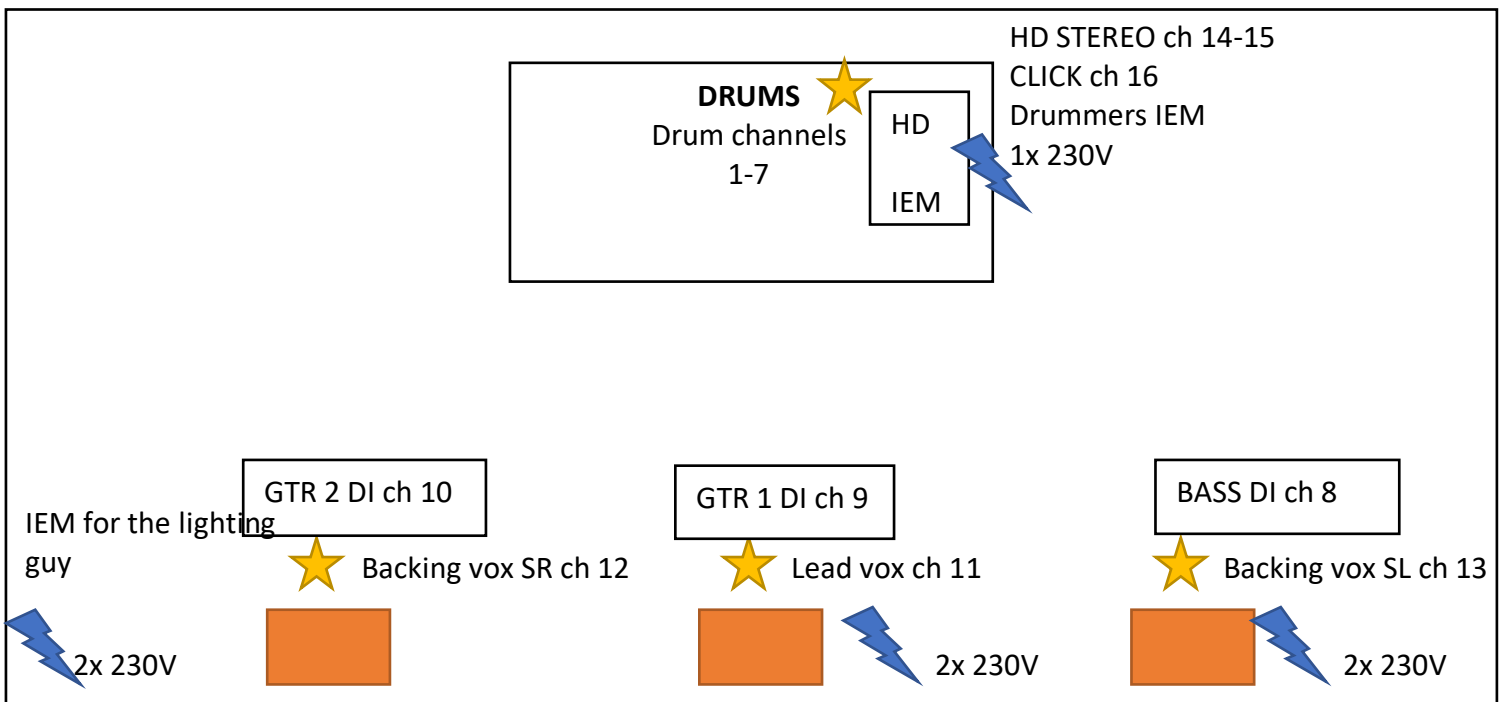 HD STEREO ch 14-15
CLICK ch 16
Drummers IEM
1x 230V
DRUMS
Drum channels
1-7
HD
IEM
GTR 2 DI ch 10
GTR 1 DI ch 9
BASS DI ch 8
IEM for the lighting
guy
Backing vox SR ch 12
Lead vox ch 11
Backing vox SL ch 13
2x 230V
2x 230V
2x 230V